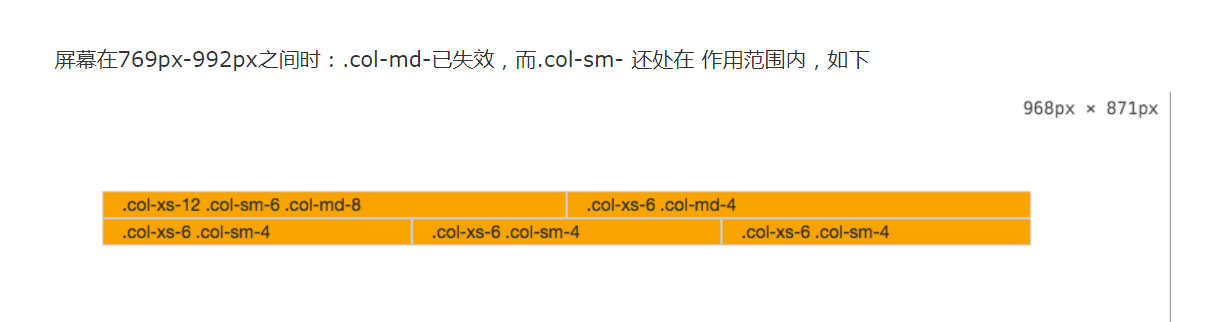 屏幕在769px-992px之间时：.col-md-已失效，而.col-sm- 还处在 作用范围内，如下
968px × 871px
.col-xs-12 .col-sm-6 .col-md-8 .col-xs-6 .col-md-4
.col-xs-6 .col-sm-4 .col-xs-6 .col-sm-4 .col-xs-6 .col-sm-4